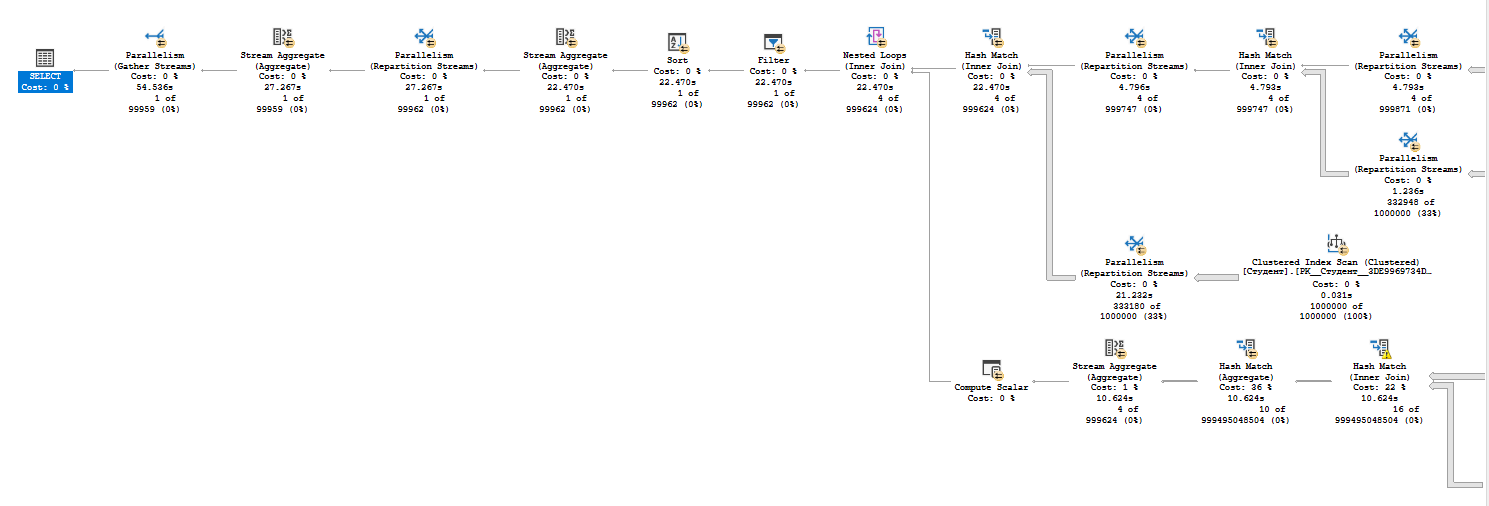 SELECT
Cost: 0 %
Parallelism
(Gather Streams)
Cost: 0 %
54.536s
1 of
99959 (0%)
Stream Aggregate
(Aggregate)
Cost: 0 %
27.267s
1 of
99959 (0%)
Parallelism
(Repartition Streams)
Cost: 0 %
27.267s
1 of
99962 (0%)
Stream Aggregate
(Aggregate)
Cost: 0 %
22.470s
1 of
99962 (0%)
Sort
Cost: 0 %
22.470s
1 of
99962 (0%)
Filter
Cost: 0 %
22.470s
1 of
99962 (0%)
Nested Loops
(Inner Join)
Cost: 0 %
22.470s
4 of
999624 (0%)
Hash Match
(Inner Join)
Cost: 0 %
22.470s
4 of
999624 (0%)
Parallelism
(Repartition Streams)
Cost: 0 %
4.796s
4 of
999747 (0%)
Hash Match
(Inner Join)
Cost: 0 %
4.793s
4 of
999747 (0%)
Parallelism
(Repartition Streams)
Cost: 0 %
4.793s
4 of
999871 (0%)
Parallelism
(Repartition Streams)
Cost: 0 %
1.236s
332948 of
1000000 (33%)
Parallelism
(Repartition Streams)
Cost: 0 %
21.232s
333180 of
1000000 (33%)
Clustered Index Scan (Clustered)
[Студент].[PK__Студент__3DE9969734D…
Cost: 0 %
0.031s
1000000 of
1000000 (100%)
Compute Scalar
Cost: 0 %
Stream Aggregate
(Aggregate)
Cost: 1 %
10.624s
4 of
999624 (0%)
Hash Match
(Aggregate)
Cost: 36 %
10.624s
10 of
999495048504 (0%)
Hash Match
(Inner Join)
Cost: 22 %
10.624s
16 of
999495048504 (0%)